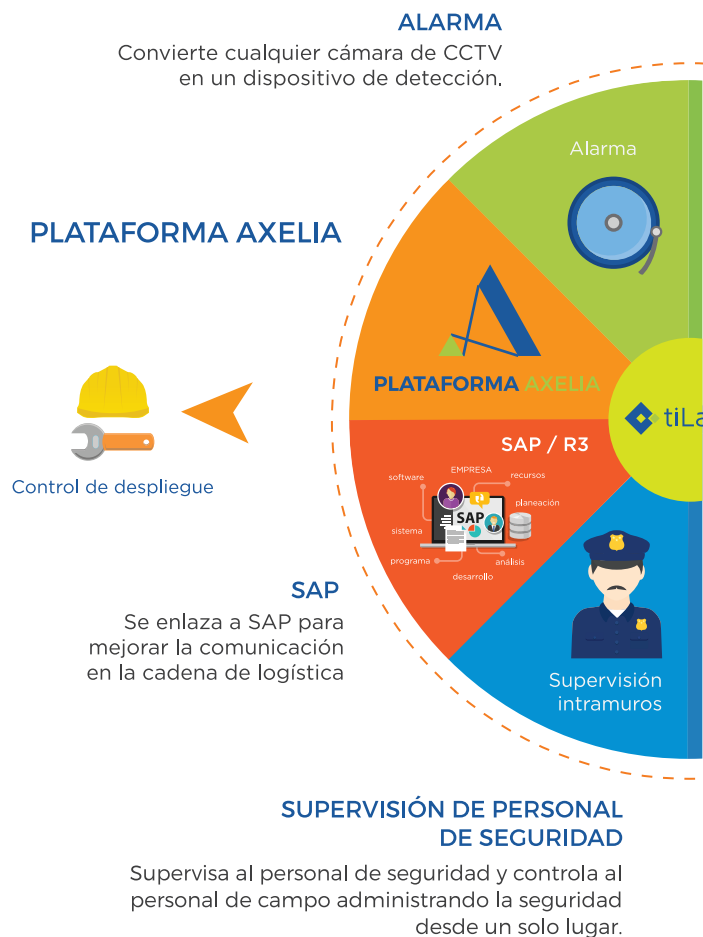 ALARMA
Convierte cualquier cámara de CCTV
en un dispositivo de detección.
Alarma
PLATAFORMA AXELIA
PLATAFORMA AXELIA
tiLa
Control de despliegue
SAP / R3
EMPRESA
software
recursos
planeación
SAP
sistema
programa
análisis
desarrollo
SAP
Se enlaza a SAP para
mejorar la comunicación
en la cadena de logística
Supervisión
intramuros
SUPERVISIÓN DE PERSONAL
DE SEGURIDAD
Supervisa al personal de seguridad y controla al
personal de campo administrando la seguridad
desde un solo lugar.